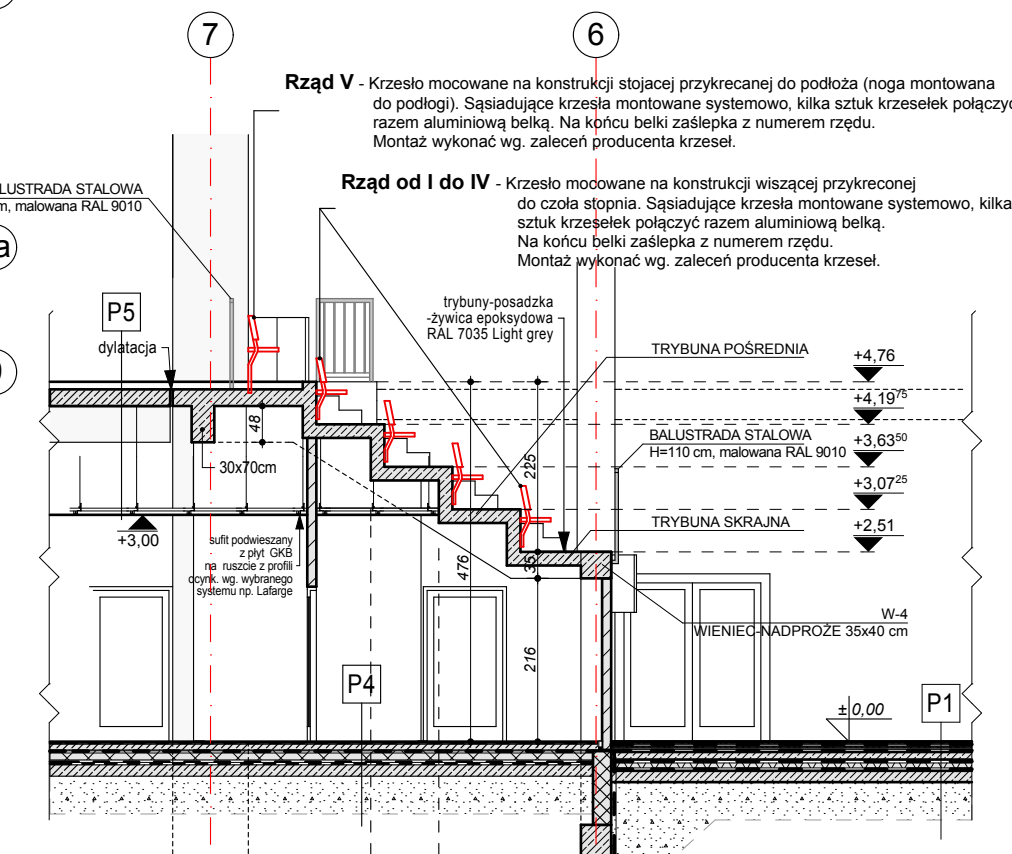 7
6
Rząd V - Krzesło mocowane na konstrukcji stojacej przykrecanej do podłoża (noga montowana
do podłogi). Sąsiadujące krzesła montowane systemowo, kilka sztuk krzesełek połączyć
razem aluminiową belką. Na końcu belki zaślepka z numerem rzędu.
Montaż wykonać wg. zaleceń producenta krzeseł.
Rząd od I do IV - Krzesło mocowane na konstrukcji wiszącej przykreconej
do czoła stopnia. Sąsiadujące krzesła montowane systemowo, kilka
sztuk krzesełek połączyć razem aluminiową belką.
Na końcu belki zaślepka z numerem rzędu.
Montaż wykonać wg. zaleceń producenta krzeseł.
LUSTRADA STALOWA
m, malowana RAL 9010
a
P5
dylatacja
trybuny-posadzka
-żywica epoksydowa
RAL 7035 Light grey
TRYBUNA POŚREDNIA
+4,76
+4,19⁷⁵
BALUSTRADA STALOWA
H=110 cm, malowana RAL 9010
+3,63⁵⁰
+3,07²⁵
TRYBUNA SKRAJNA
+2,51
48
30x70cm
225
476
35
216
+3,00
sufit podwieszany
z płyt GKB
na ruszcie z profili
ocynk. wg. wybranego
systemu np. Lafarge
W-4
WIENIEC-NADPROŻE 35x40 cm
P4
± 0,00
P1